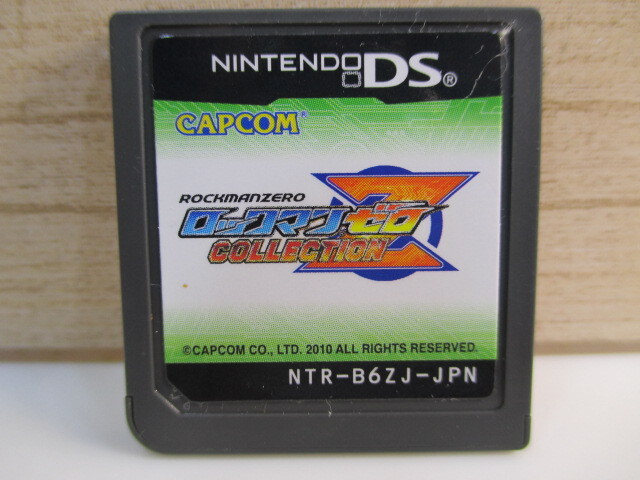 NINTENDO DS®
CAPCOM
ROCKMANZERO
ロックマン ゼロ
COLLECTION
©CAPCOM CO., LTD. 2010 ALL RIGHTS RESERVED.
NTR-B6ZJ-JPN